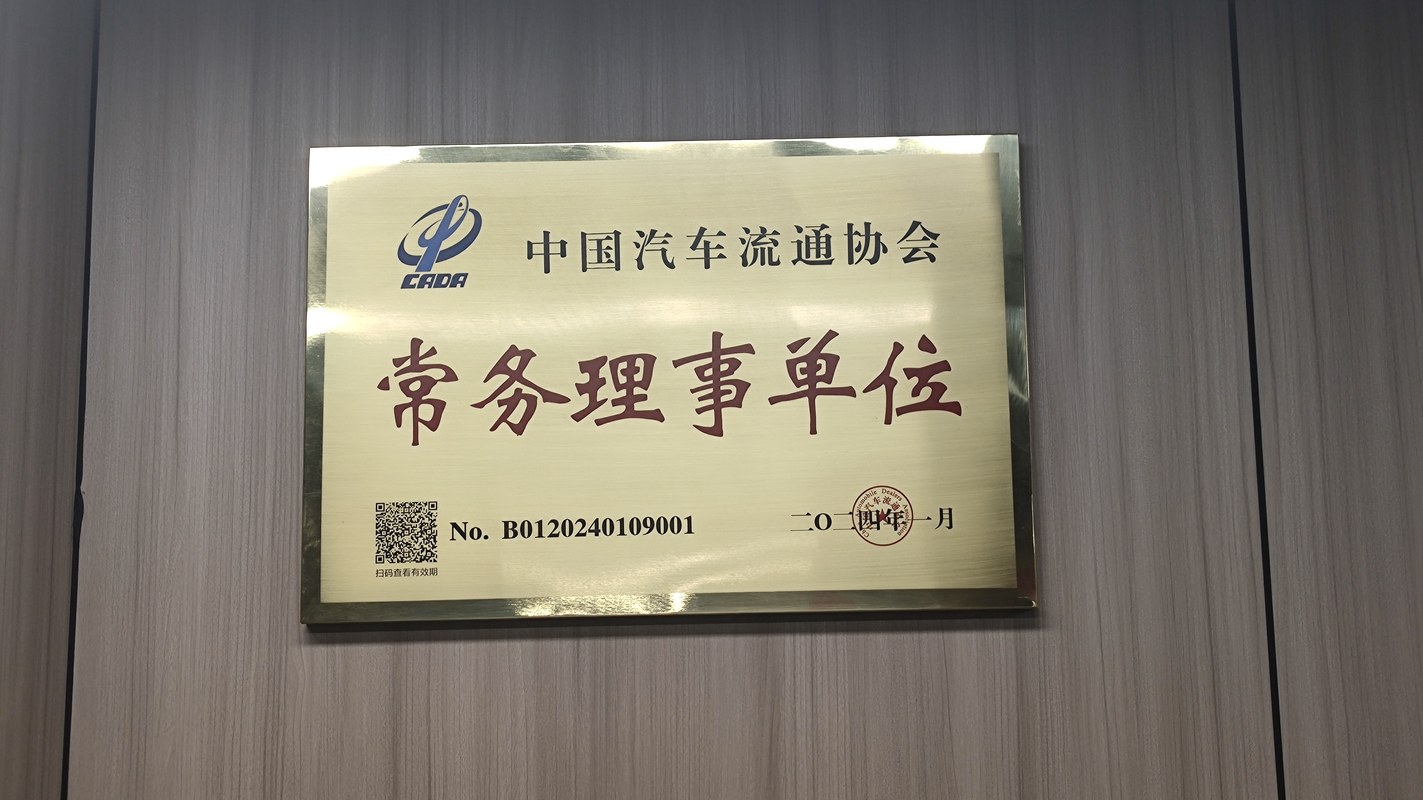 CADA
中国汽车流通协会
常务理事单位
No. B0120240109001
二〇二四年一月
扫码查看有效期